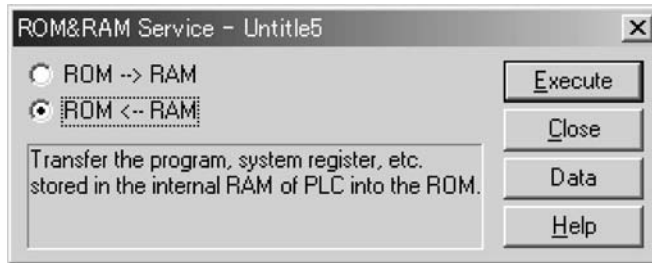 ROM&RAM Service - Untitle5
ROM --> RAM
ROM <-- RAM
Transfer the program, system register, etc.
stored in the internal RAM of PLC into the ROM.
Execute
Close
Data
Help